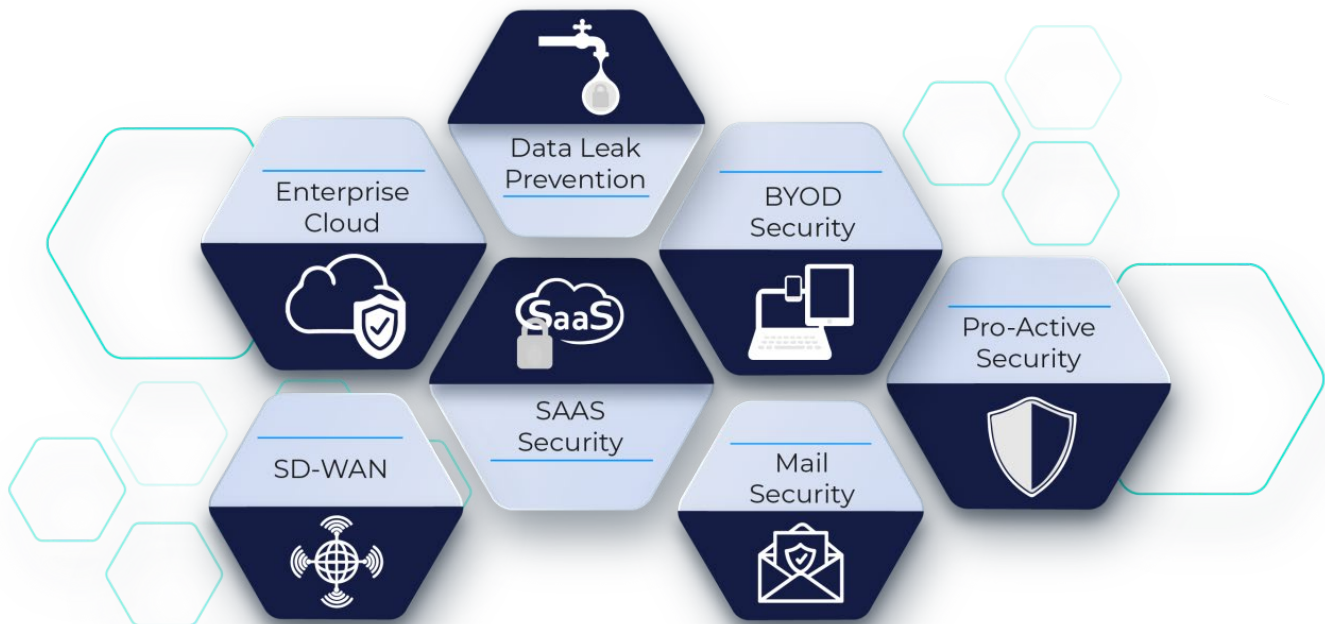 Data Leak
Prevention
Enterprise
Cloud
BYOD
Security
SaaS
SAAS
Security
Pro-Active
Security
SD-WAN
Mail
Security